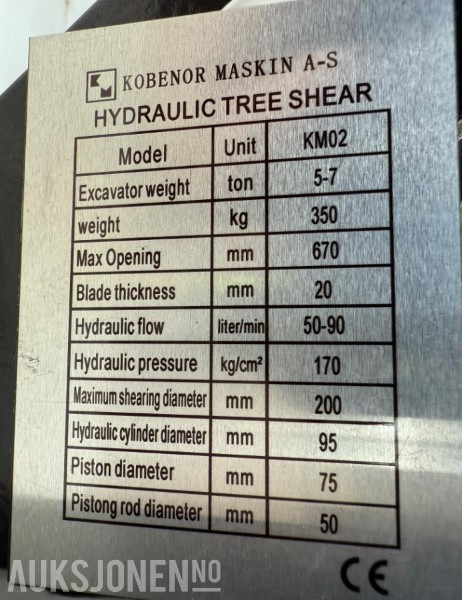 KM KOBENOR MASKIN A-S
HYDRAULIC TREE SHEAR
Model Unit KM02
Excavator weight ton 5-7
weight kg 350
Max Opening mm 670
Blade thickness mm 20
Hydraulic flow liter/min 50-90
Hydraulic pressure kg/cm² 170
Maximum shearing diameter mm 200
Hydraulic cylinder diameter mm 95
Piston diameter mm 75
Pistong rod diameter mm 50
CE
AUKSJONEN.NO